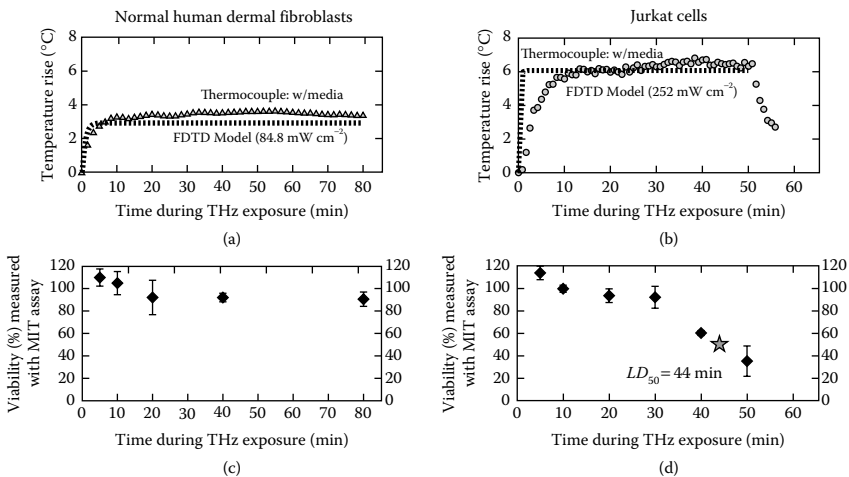 Normal human dermal fibroblasts
Temperature rise (°C)
8
6
4
2
0
Thermocouple: w/media
FDTD Model (84.8 mW cm−2)
0 10 20 30 40 50 60 70 80
Time during THz exposure (min)
(a)
Jurkat cells
Temperature rise (°C)
8
6
4
2
0
Thermocouple: w/media
FDTD Model (252 mW cm−2)
0 10 20 30 40 50 60
Time during THz exposure (min)
(b)
Viability (%) measured
with MIT assay
120 120
100 100
80 80
60 60
40 40
20 20
0 0
0 10 20 30 40 50 60 70 80
Time during THz exposure (min)
(c)
Viability (%) measured
with MIT assay
120 120
100 100
80 80
60 60
40 40
20 20
0 0
LD50 = 44 min
0 10 20 30 40 50 60
Time during THz exposure (min)
(d)